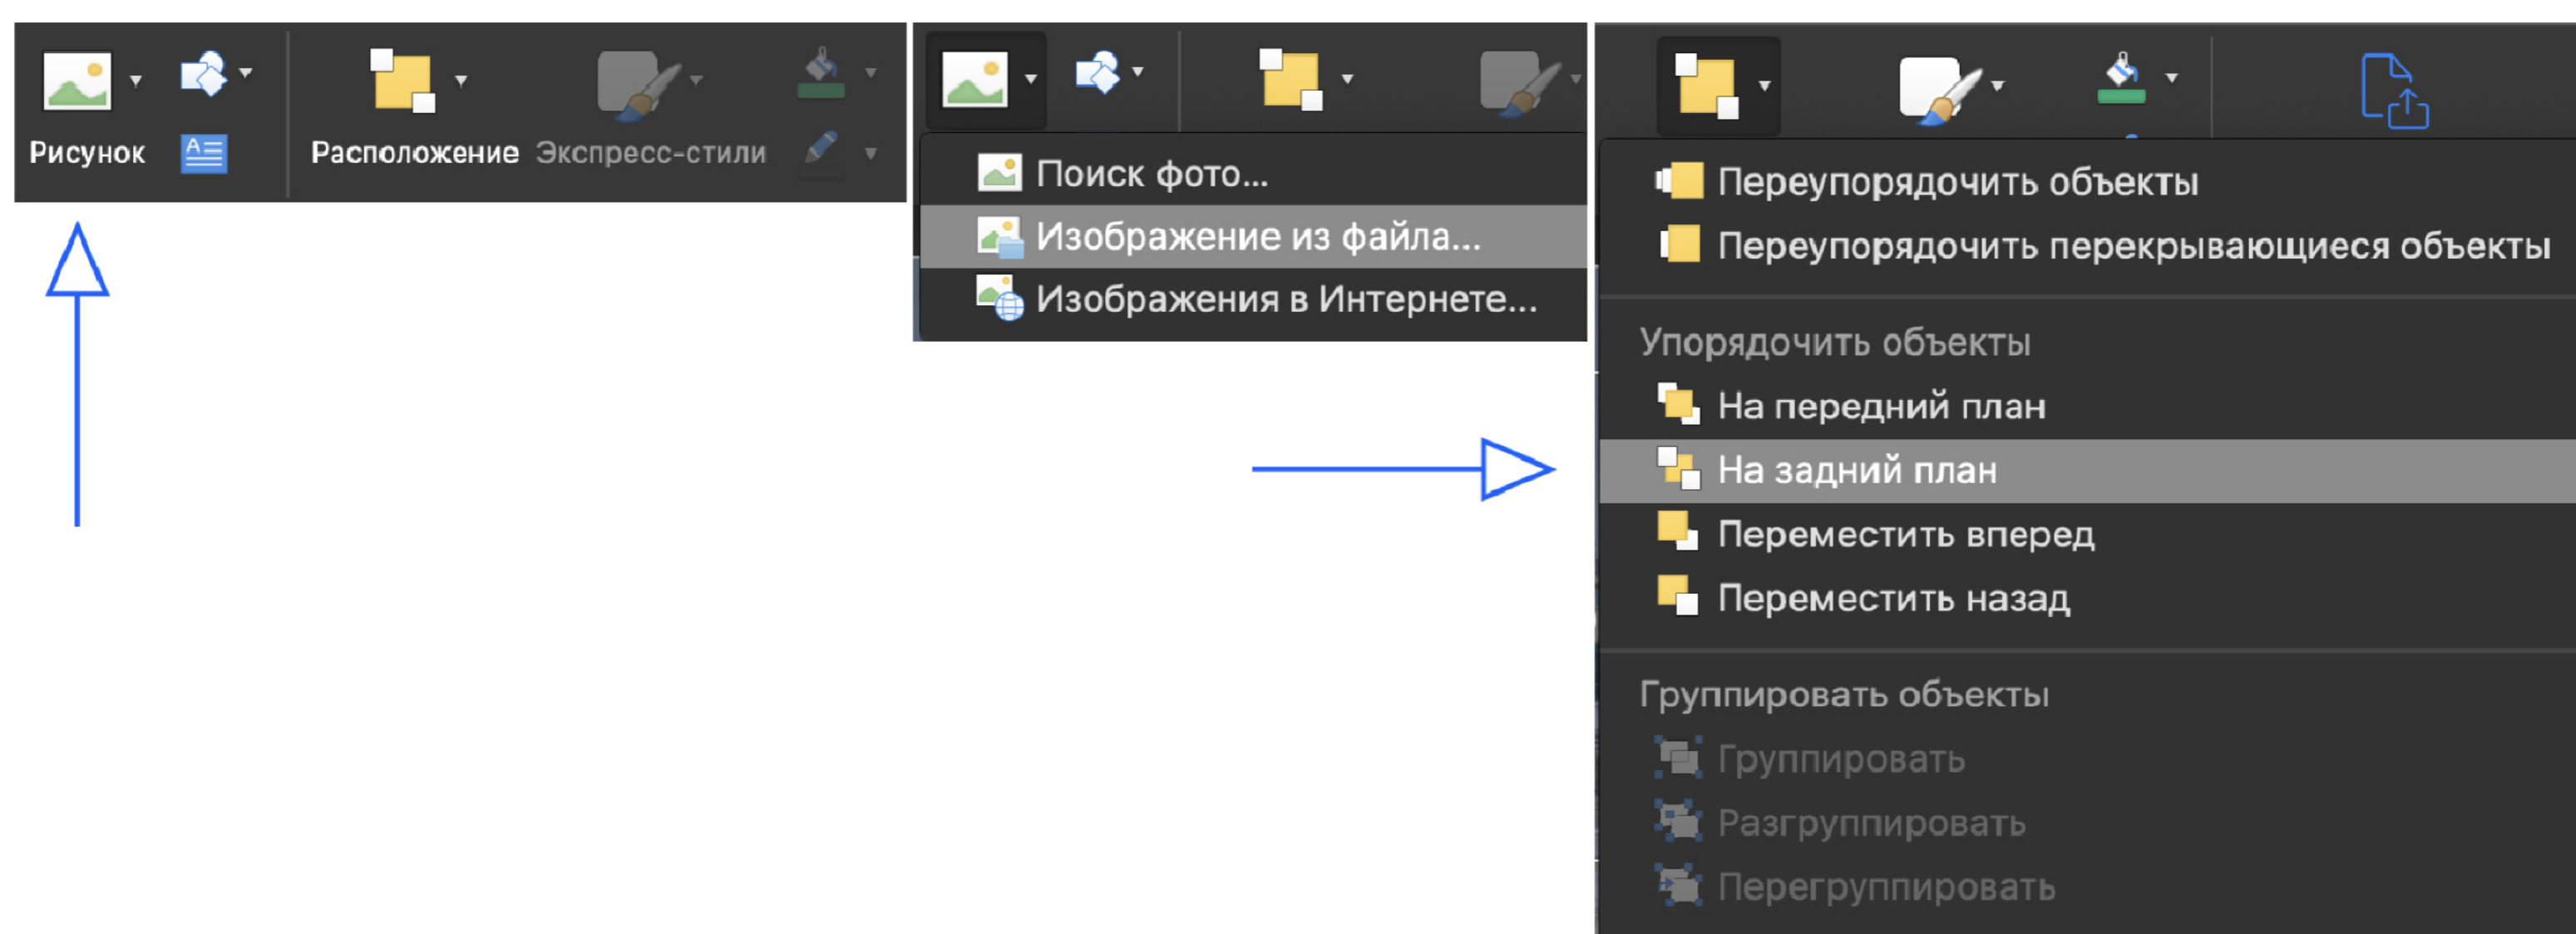 Рисунок
A
Расположение
Экспресс-стили
Поиск фото...
Изображение из файла...
Изображения в Интернете...
Переупорядочить объекты
Переупорядочить перекрывающиеся объекты
Упорядочить объекты
На передний план
На задний план
Переместить вперед
Переместить назад
Группировать объекты
Группировать
Разгруппировать
Перегруппировать